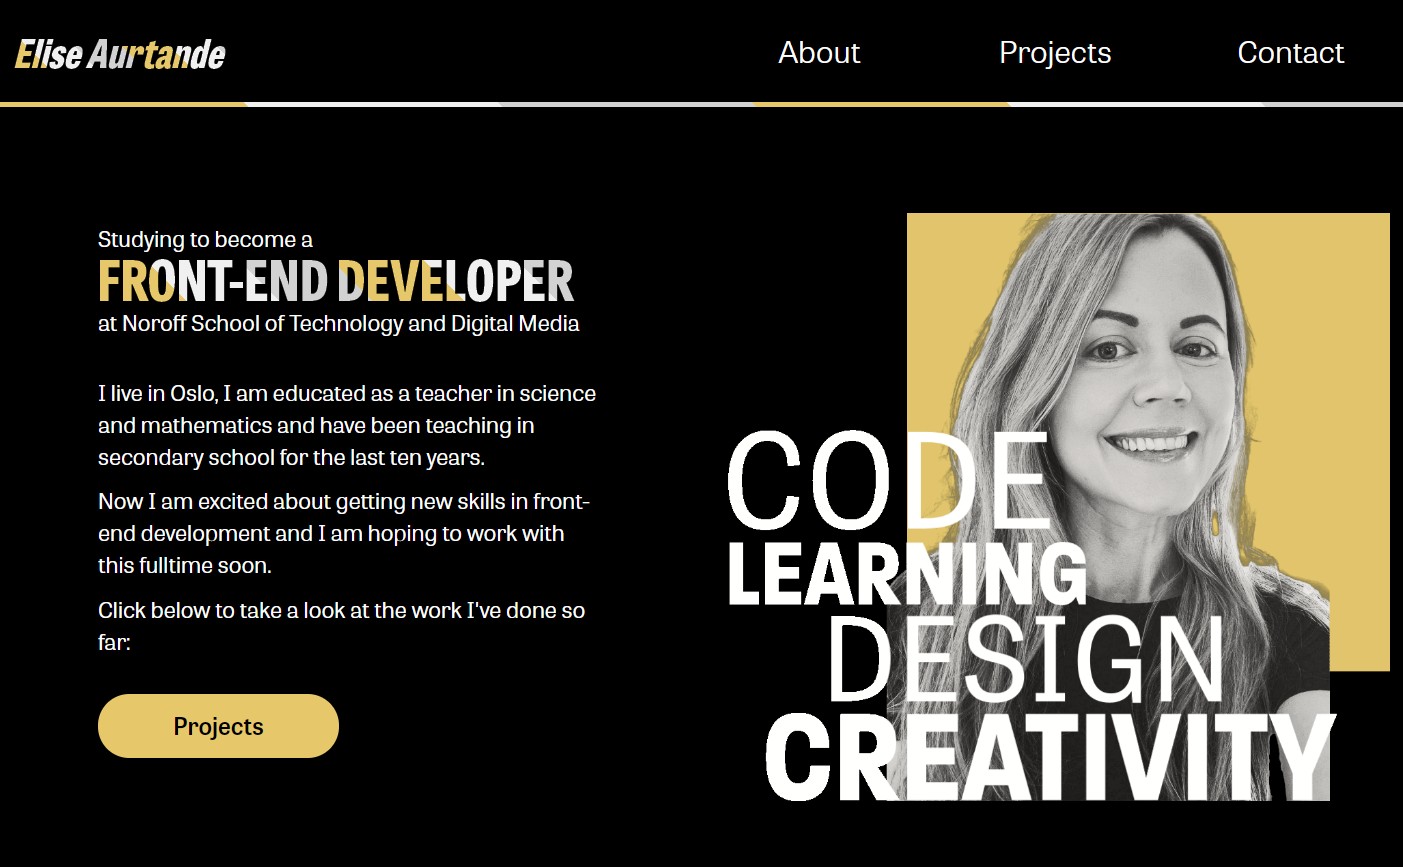 Elise Aurtande
About
Projects
Contact
Studying to become a
FRONT-END DEVELOPER
at Noroff School of Technology and Digital Media
I live in Oslo, I am educated as a teacher in science
and mathematics and have been teaching in
secondary school for the last ten years.
Now I am excited about getting new skills in front-
end development and I am hoping to work with
this fulltime soon.
Click below to take a look at the work I've done so
far:
Projects
CODE
LEARNING
DESIGN
CREATIVITY